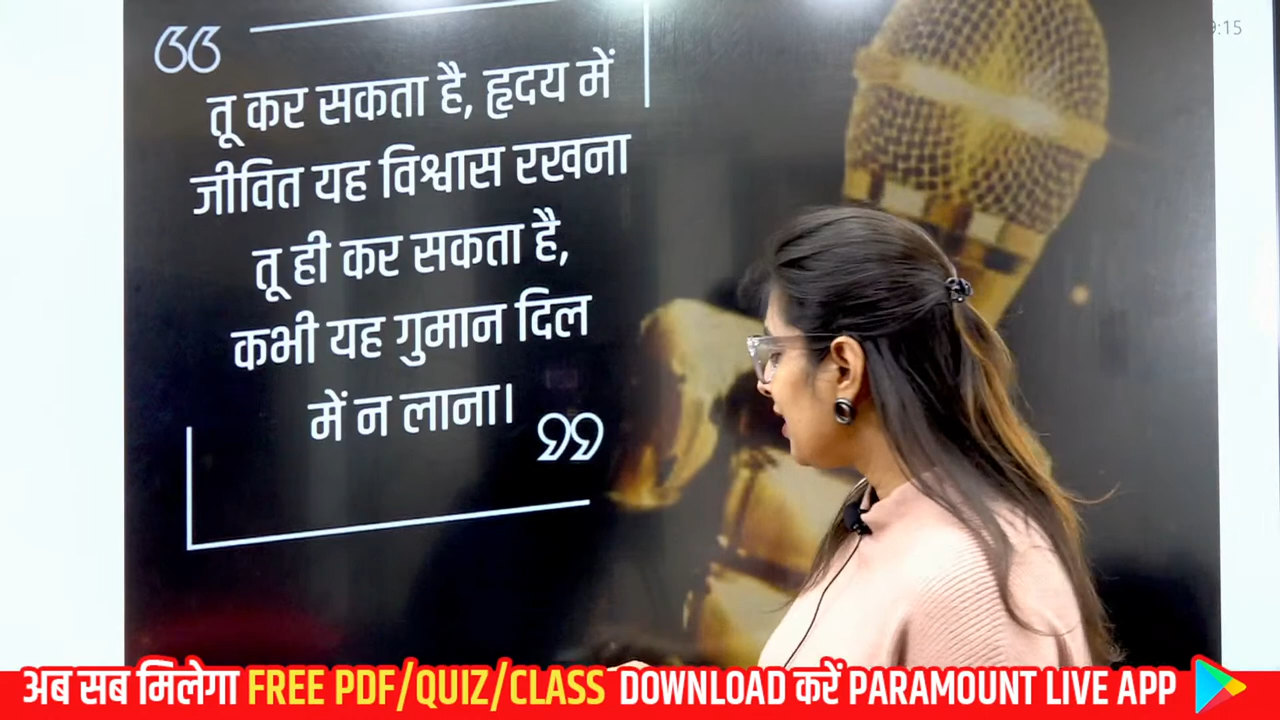 :15
तू कर सकता है, हृदय में
जीवित यह विश्वास रखना
तू ही कर सकता है,
कभी यह गुमान दिल
में न लाना।
अब सब मिलेगा FREE PDF/QUIZ/CLASS DOWNLOAD करें PARAMOUNT LIVE APP